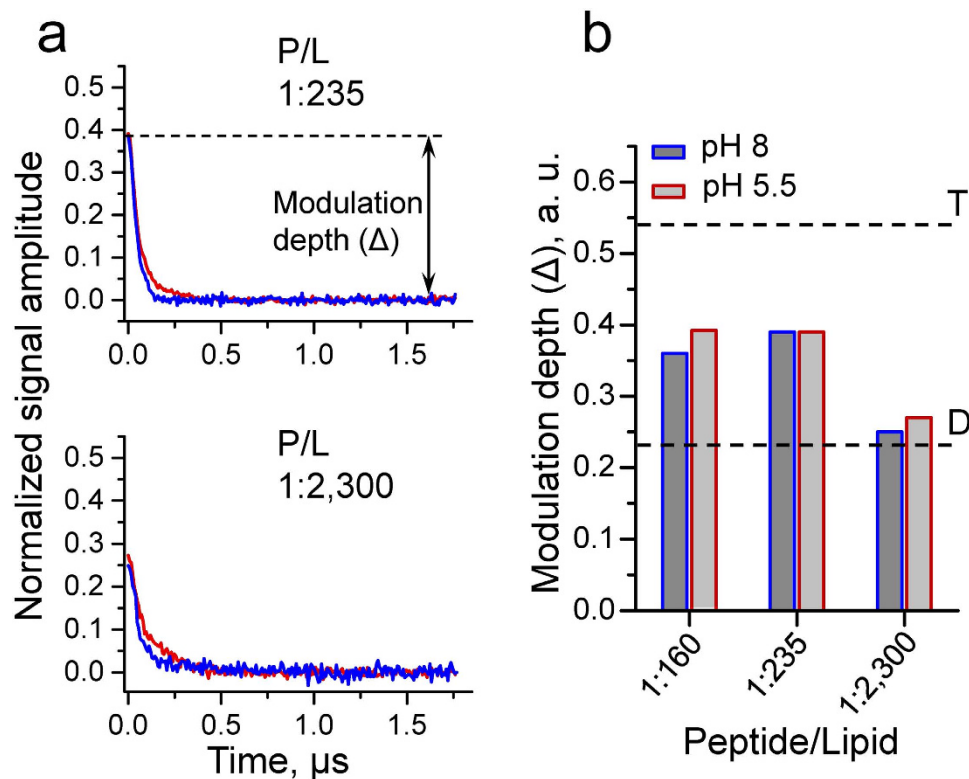 a
P/L
1:235
0.5
0.4
0.3
0.2
0.1
0.0
Modulation
depth (Δ)
0.0 0.5 1.0 1.5
P/L
1:2,300
0.5
0.4
0.3
0.2
0.1
0.0
0.0 0.5 1.0 1.5
Time, μs
Normalized signal amplitude
b
pH 8
pH 5.5
T
D
0.6
0.5
0.4
0.3
0.2
0.1
0.0
Modulation depth (Δ), a. u.
1:160
1:235
1:2,300
Peptide/Lipid